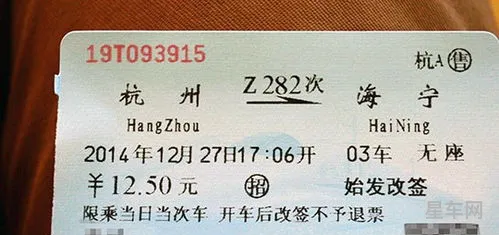 19T093915 杭A 售
杭州 Z282次 海宁
HangZhou HaiNing
2014年12月27日17:06开 03车 无座
￥12.50元 招 始发改签
限乘当日当次车 开车后改签不予退票
星车网